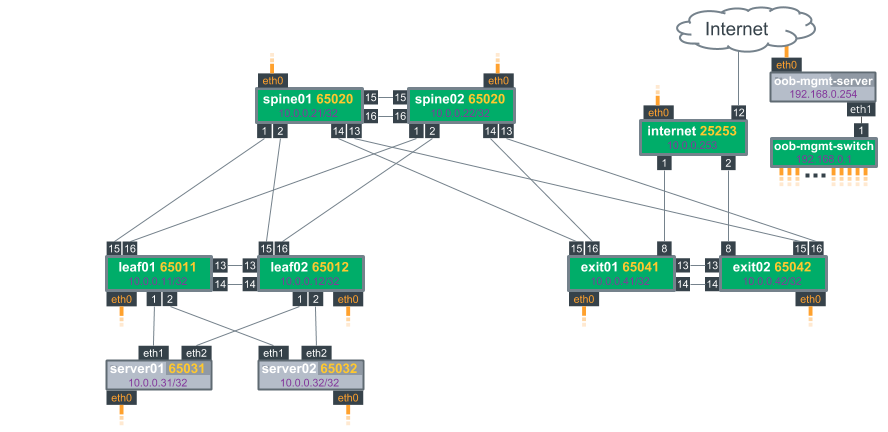 Internet
eth0
eth0
eth0
oob-mgmt-server
192.168.0.254
spine01 65020
10.0.0.21/32
15
15
16
16
spine02 65020
10.0.0.22/32
eth0
12
eth1
1
2
14
13
1
2
14
13
internet 25253
10.0.0.253
1
oob-mgmt-switch
192.168.0.1
1
2
15
16
15
16
15
16
8
8
15
16
leaf01 65011
10.0.0.11/32
13
13
14
14
leaf02 65012
10.0.0.12/32
exit01 65041
10.0.0.41/32
13
13
14
14
exit02 65042
10.0.0.42/32
eth0
1
2
1
2
eth0
eth0
eth0
eth1
eth2
eth1
eth2
server01 65031
10.0.0.31/32
server02 65032
10.0.0.32/32
eth0
eth0